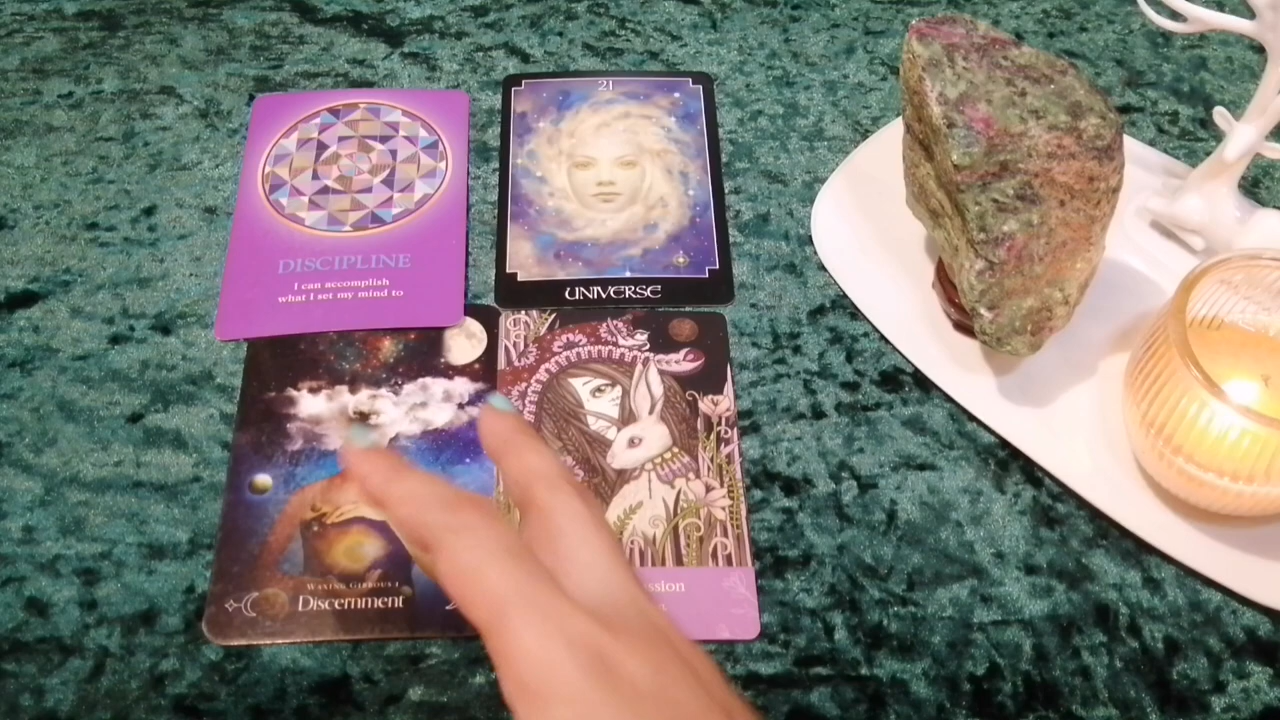 21
DISCIPLINE
I can accomplish
what I set my mind to
UNIVERSE
WAXING GIBBOUS
Discernment